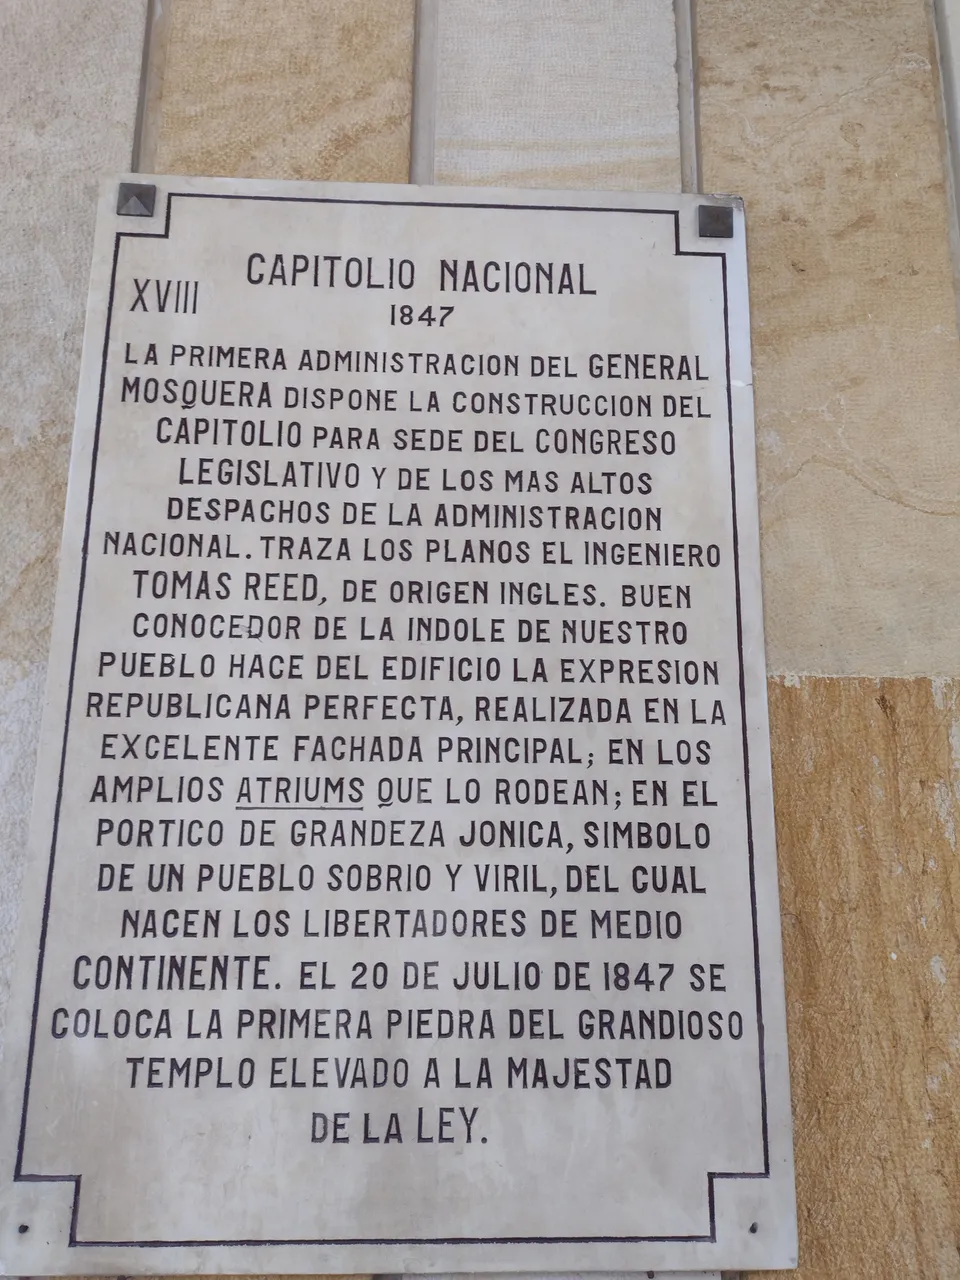 CAPITOLIO NACIONAL
XVIII
1847
LA PRIMERA ADMINISTRACION DEL GENERAL
MOSQUERA DISPONE LA CONSTRUCCION DEL
CAPITOLIO PARA SEDE DEL CONGRESO
LEGISLATIVO Y DE LOS MAS ALTOS
DESPACHOS DE LA ADMINISTRACION
NACIONAL. TRAZA LOS PLANOS EL INGENIERO
TOMAS REED, DE ORIGEN INGLES. BUEN
CONOCEDOR DE LA INDOLE DE NUESTRO
PUEBLO HACE DEL EDIFICIO LA EXPRESION
REPUBLICANA PERFECTA, REALIZADA EN LA
EXCELENTE FACHADA PRINCIPAL; EN LOS
AMPLIOS ATRIUMS QUE LO RODEAN; EN EL
PORTICO DE GRANDEZA JONICA, SIMBOLO
DE UN PUEBLO SOBRIO Y VIRIL, DEL CUAL
NACEN LOS LIBERTADORES DE MEDIO
CONTINENTE. EL 20 DE JULIO DE 1847 SE
COLOCA LA PRIMERA PIEDRA DEL GRANDIOSO
TEMPLO ELEVADO A LA MAJESTAD
DE LA LEY.